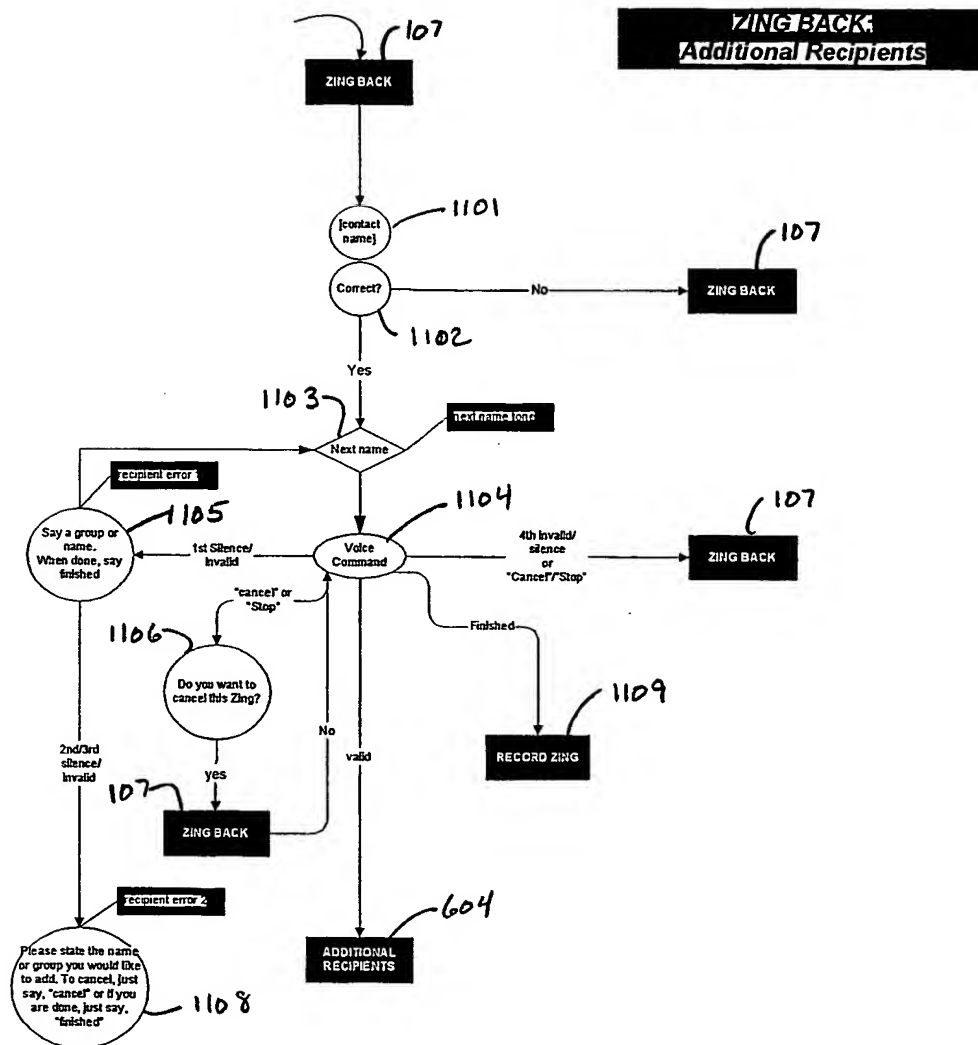 107
ZING BACK:
Additional Recipients
ZING BACK
1101
[contact
name]
107
Correct?
No
ZING BACK
1102
Yes
1103
next name tone
Next name
recipient error 1
1105
1104
107
Say a group or
name.
When done, say
finished
1st Silence/
Invalid
Voice
Command
4th Invalid/
silence
or
"Cancel"/"Stop"
ZING BACK
"cancel" or
"Stop"
Finished
1106
Do you want to
cancel this Zing?
1109
No
RECORD ZING
2nd/3rd
silence/
Invalid
valid
yes
107
ZING BACK
recipient error 2
604
ADDITIONAL
RECIPIENTS
Please state the name
or group you would like
to add. To cancel, just
say, "cancel" or if you
are done, just say,
"finished"
1108